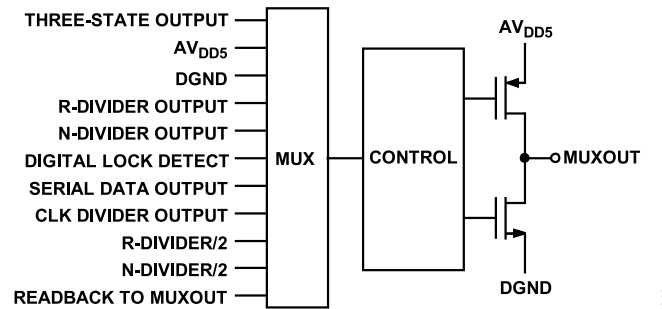 THREE-STATE OUTPUT
AVDD5
DGND
R-DIVIDER OUTPUT
N-DIVIDER OUTPUT
DIGITAL LOCK DETECT
SERIAL DATA OUTPUT
CLK DIVIDER OUTPUT
R-DIVIDER/2
N-DIVIDER/2
READBACK TO MUXOUT
MUX
CONTROL
AVDD5
MUXOUT
DGND